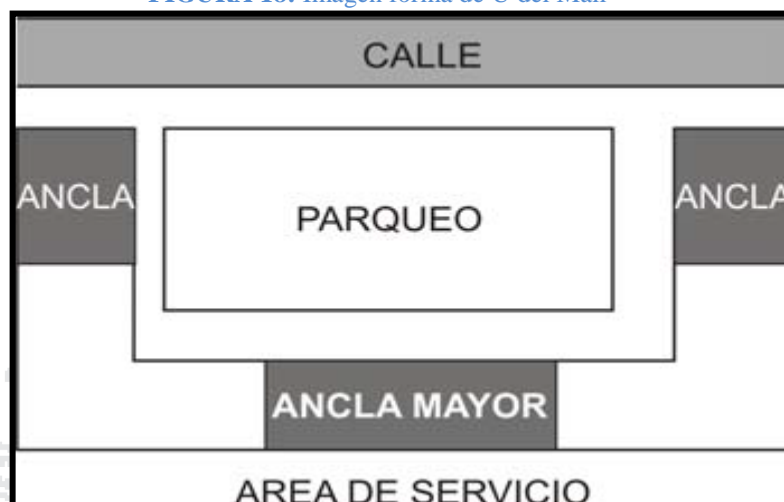 CALLE
ANCLA
PARQUEO
ANCLA
ANCLA MAYOR
AREA DE SERVICIO